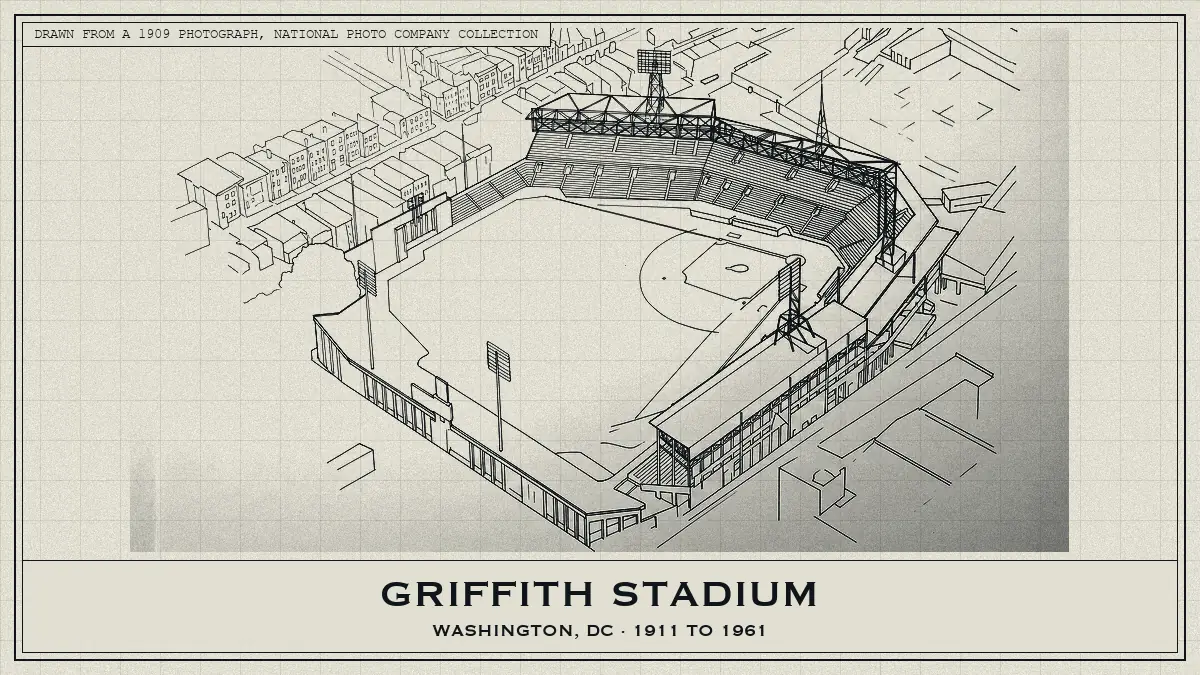 DRAWN FROM A 1909 PHOTOGRAPH, NATIONAL PHOTO COMPANY COLLECTION
GRIFFITH STADIUM
WASHINGTON, DC · 1911 TO 1961